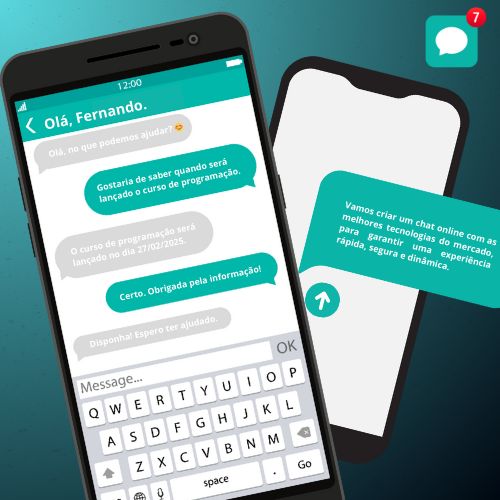 7
12:00
Olá, Fernando.
Olá, no que podemos ajudar? 😊
Gostaria de saber quando será
lançado o curso de programação.
O curso de programação será
lançado no dia 27/02/2025.
Certo. Obrigada pela informação!
Disponha! Espero ter ajudado.
Vamos criar um chat online com as
melhores tecnologias do mercado,
para garantir uma experiência
rápida, segura e dinâmica.
Message...
OK
Q W E R T Y U I O P
A S D F G H J K L
Z X C V B N M
space . Go